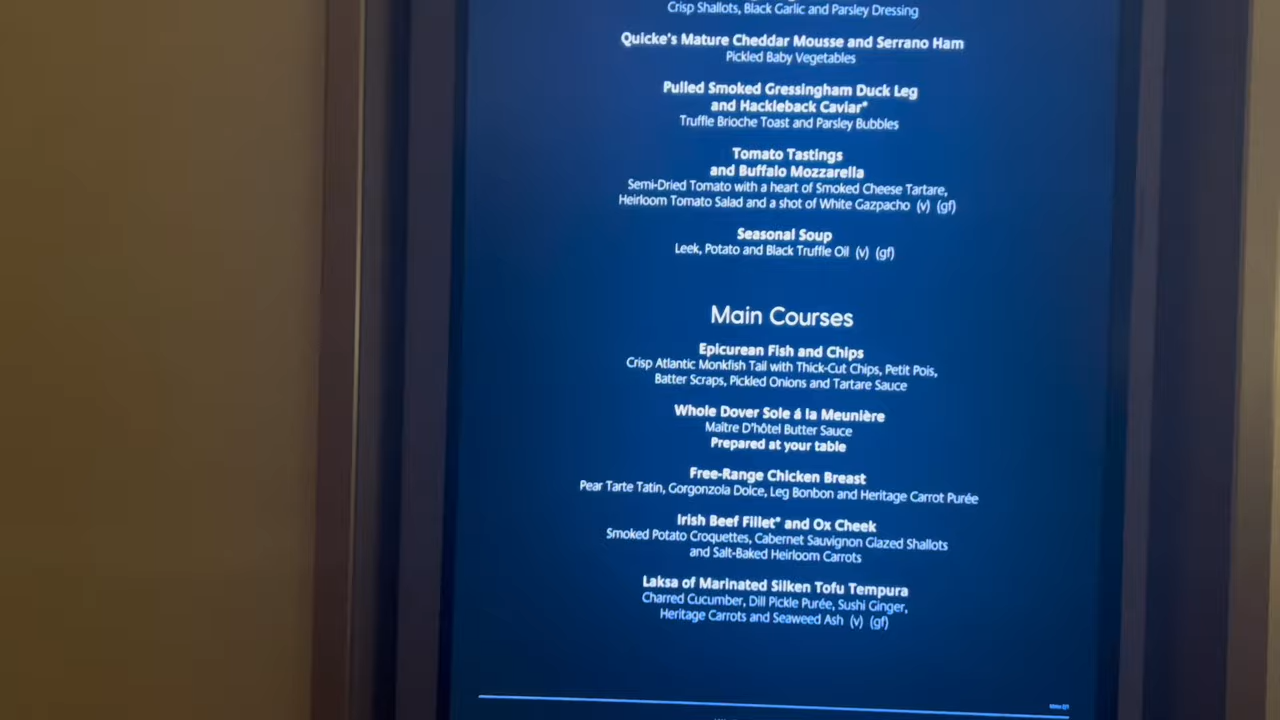 Crisp Shallots, Black Garlic and Parsley Dressing
Quicke's Mature Cheddar Mousse and Serrano Ham
Pickled Baby Vegetables
Pulled Smoked Gressingham Duck Leg
and Hackleback Caviar*
Truffle Brioche Toast and Parsley Bubbles
Tomato Tastings
and Buffalo Mozzarella
Semi-Dried Tomato with a heart of Smoked Cheese Tartare,
Heirloom Tomato Salad and a shot of White Gazpacho (v) (gf)
Seasonal Soup
Leek, Potato and Black Truffle Oil (v) (gf)
Main Courses
Epicurean Fish and Chips
Crisp Atlantic Monkfish Tail with Thick-Cut Chips, Petit Pois,
Batter Scraps, Pickled Onions and Tartare Sauce
Whole Dover Sole á la Meunière
Maitre D'hôtel Butter Sauce
Prepared at your table
Free-Range Chicken Breast
Pear Tarte Tatin, Gorgonzola Dolce, Leg Bonbon and Heritage Carrot Purée
Irish Beef Fillet* and Ox Cheek
Smoked Potato Croquettes, Cabernet Sauvignon Glazed Shallots
and Salt-Baked Heirloom Carrots
Laksa of Marinated Silken Tofu Tempura
Charred Cucumber, Dill Pickle Purée, Sushi Ginger,
Heritage Carrots and Seaweed Ash (v) (gf)